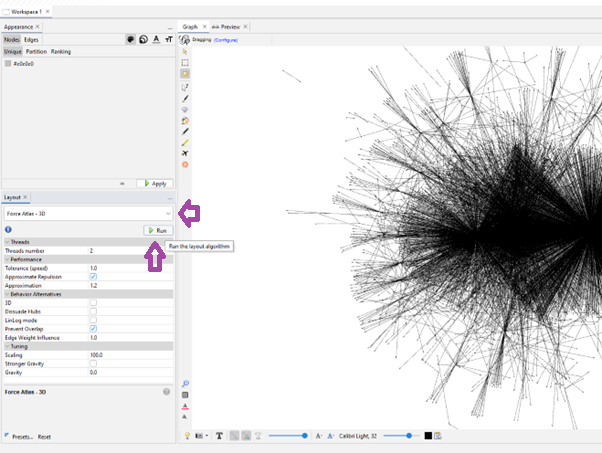 Workspace 1
Appearance
Graph
Preview
Nodes Edges
Dragging (Configure)
Unique Partition Ranking
#c0c0c0
Apply
Layout
Force Atlas - 3D
Run
Run the layout algorithm
Threads
Threads number 2
Performance
Tolerance (speed) 1.0
Approximate Repulsion
Approximation 1.2
Behavior Alternatives
3D
Dissuade Hubs
LinLog mode
Prevent Overlap
Edge Weight Influence 1.0
Tuning
Scaling 100.0
Stronger Gravity
Gravity 0.0
Force Atlas - 3D
Presets... Reset
T A- A- Calibri Light, 32